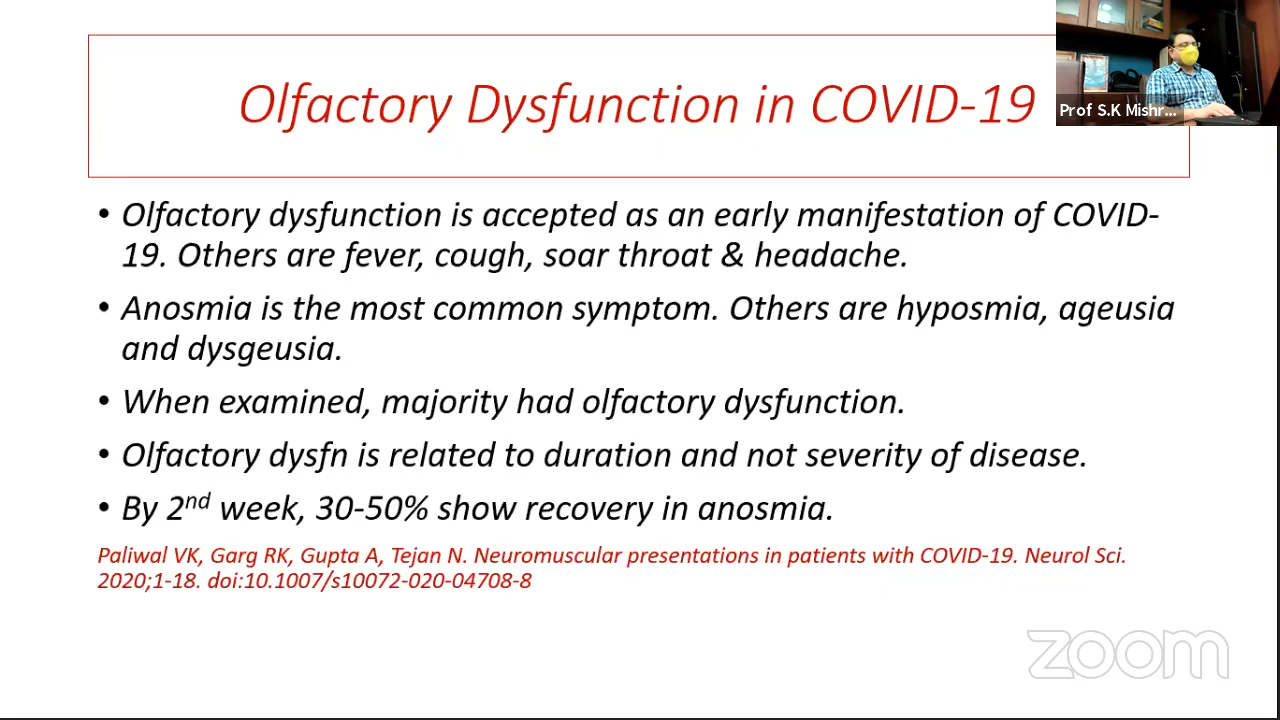 Olfactory Dysfunction in COVID-19
Prof S.K Mishr...
• Olfactory dysfunction is accepted as an early manifestation of COVID-
19. Others are fever, cough, soar throat & headache.
• Anosmia is the most common symptom. Others are hyposmia, ageusia
and dysgeusia.
• When examined, majority had olfactory dysfunction.
• Olfactory dysfn is related to duration and not severity of disease.
• By 2nd week, 30-50% show recovery in anosmia.
Paliwal VK, Garg RK, Gupta A, Tejan N. Neuromuscular presentations in patients with COVID-19. Neurol Sci.
2020;1-18. doi:10.1007/s10072-020-04708-8
zoom